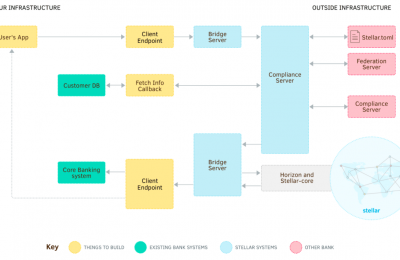 UR INFRASTRUCTURE
OUTSIDE INFRASTRUCTURE
User's App
Client
Endpoint
Bridge
Server
Compliance
Server
Stellar.toml
Federation
Server
Customer DB
Fetch Info
Callback
Compliance
Server
Core Banking
system
Client
Endpoint
Bridge
Server
Horizon and
Stellar-core
stellar
Key
THINGS TO BUILD
EXISTING BANK SYSTEMS
STELLAR SYSTEMS
OTHER BANK